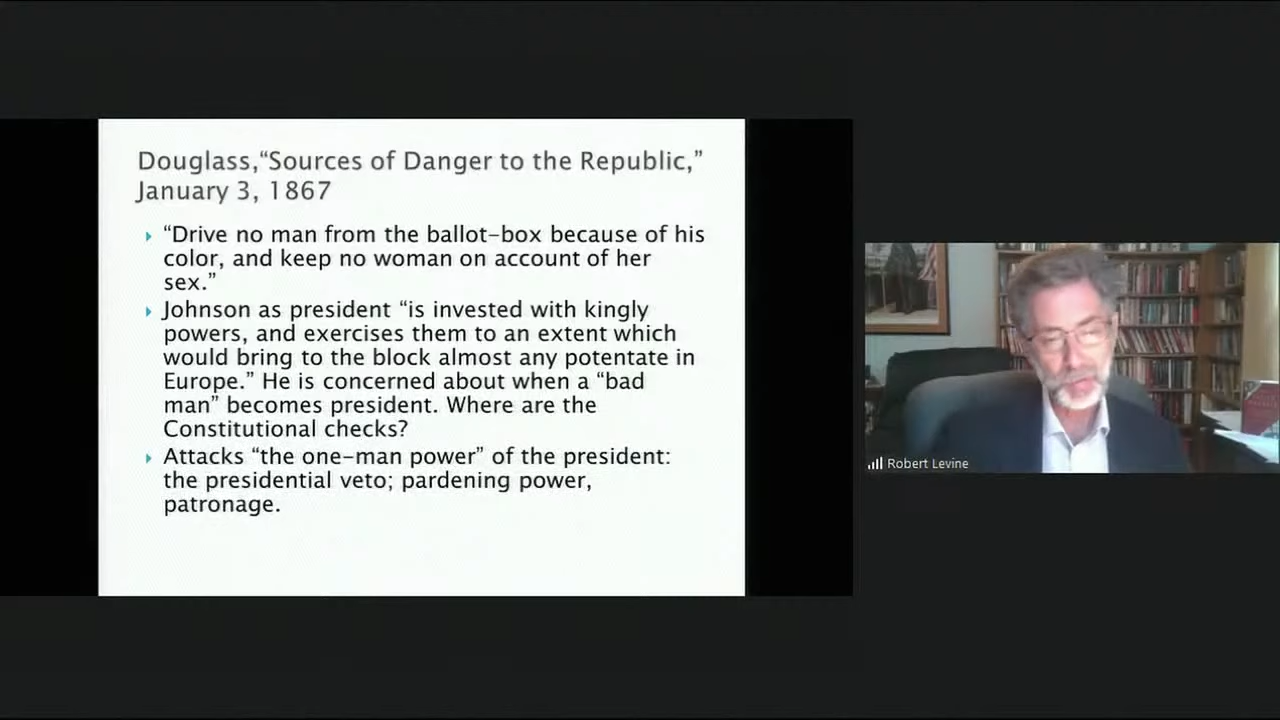 Douglass,“Sources of Danger to the Republic,”
January 3, 1867
“Drive no man from the ballot-box because of his
color, and keep no woman on account of her
sex.”
Johnson as president “is invested with kingly
powers, and exercises them to an extent which
would bring to the block almost any potentate in
Europe.” He is concerned about when a “bad
man” becomes president. Where are the
Constitutional checks?
Attacks “the one-man power” of the president:
the presidential veto; pardening power,
patronage.
Robert Levine